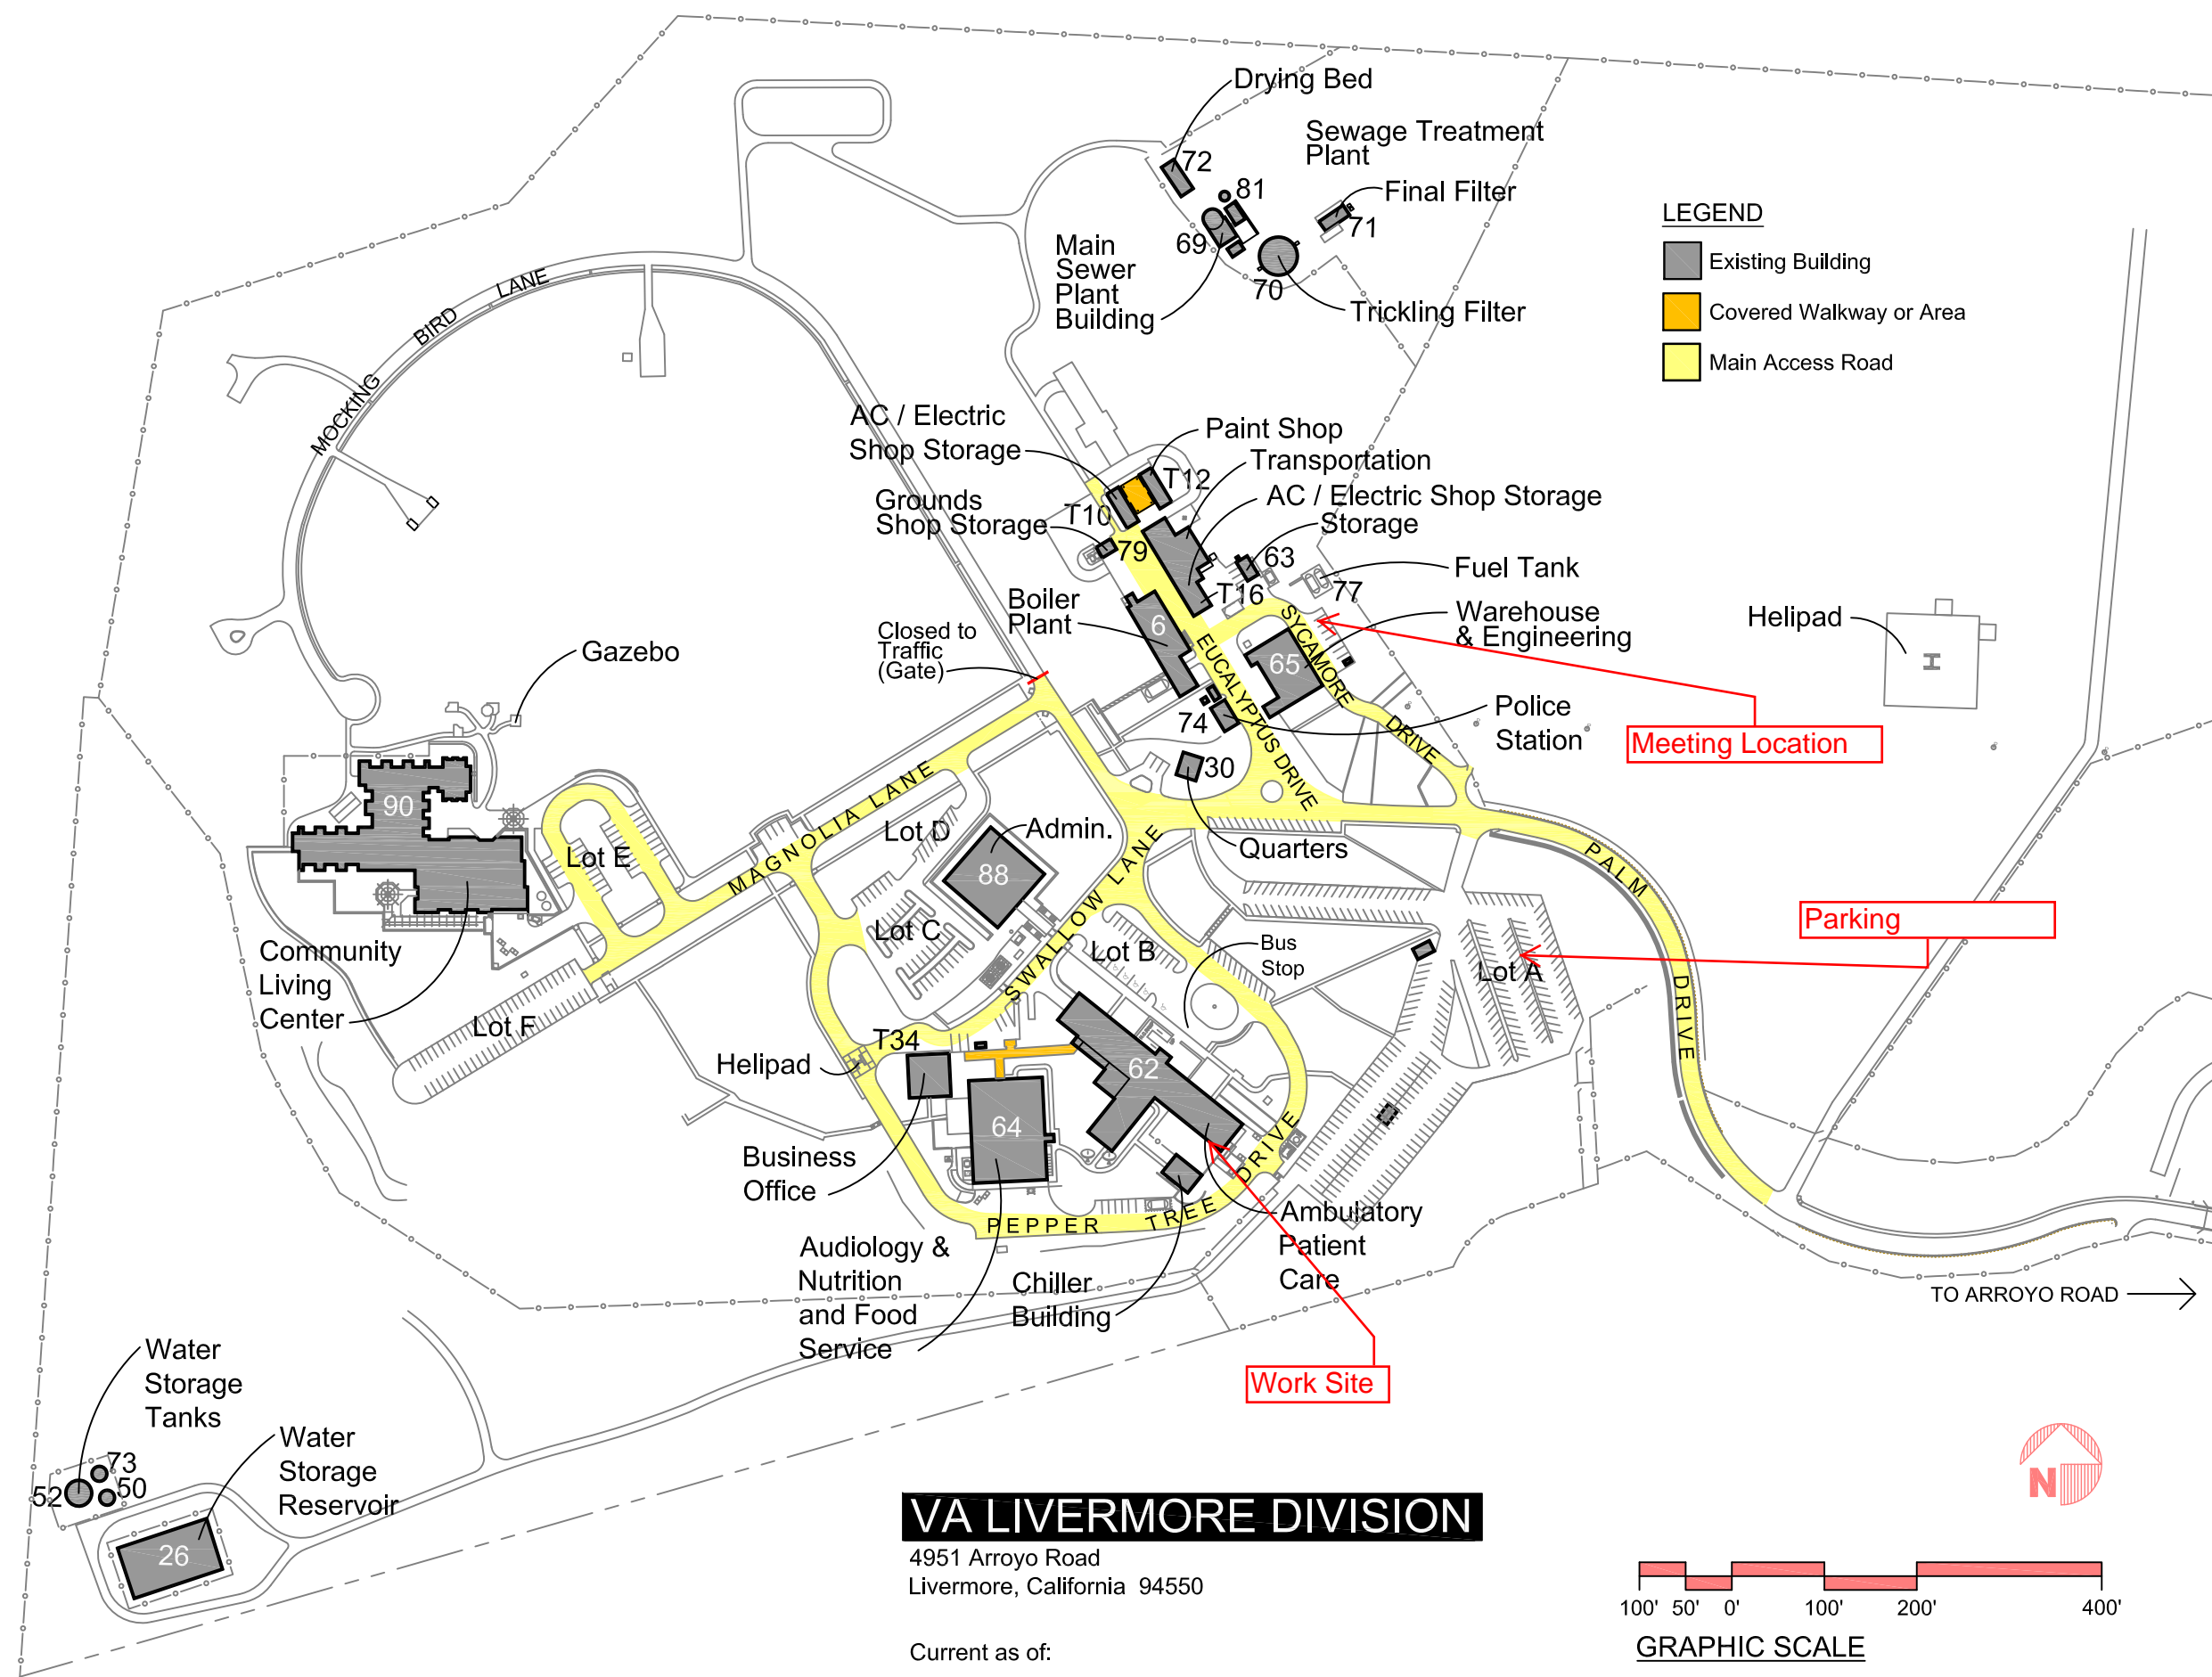 Drying Bed
Sewage Treatment
Plant
72
81
Final Filter
71
69
Main
Sewer
Plant
Building
70
Trickling Filter
LEGEND
Existing Building
Covered Walkway or Area
Main Access Road
MOCKING BIRD LANE
AC / Electric
Shop Storage
Paint Shop
Transportation
T12
AC / Electric Shop Storage
Grounds
Shop Storage
T10
Storage
79
63
Fuel Tank
77
T16
Boiler
Plant
6
Warehouse
& Engineering
Helipad
H
Closed to
Traffic
(Gate)
SYCAMORE DRIVE
65
EUCALYPTUS DRIVE
Gazebo
74
Police
Station
Meeting Location
30
Quarters
90
Lot E
MAGNOLIA LANE
Lot D
Admin.
88
PALM DRIVE
Lot C
SWALLOW LANE
Lot B
Bus
Stop
Parking
Lot A
Community
Living
Center
Lot F
T34
Helipad
H
62
64
Business
Office
PEPPER TREE DRIVE
Ambulatory
Patient
Care
Audiology &
Nutrition
and Food
Service
Chiller
Building
TO ARROYO ROAD
Work Site
Water
Storage
Tanks
73
50
52
Water
Storage
Reservoir
26
N
VA LIVERMORE DIVISION
4951 Arroyo Road
Livermore, California  94550
Current as of:
100' 50' 0' 100' 200' 400'
GRAPHIC SCALE